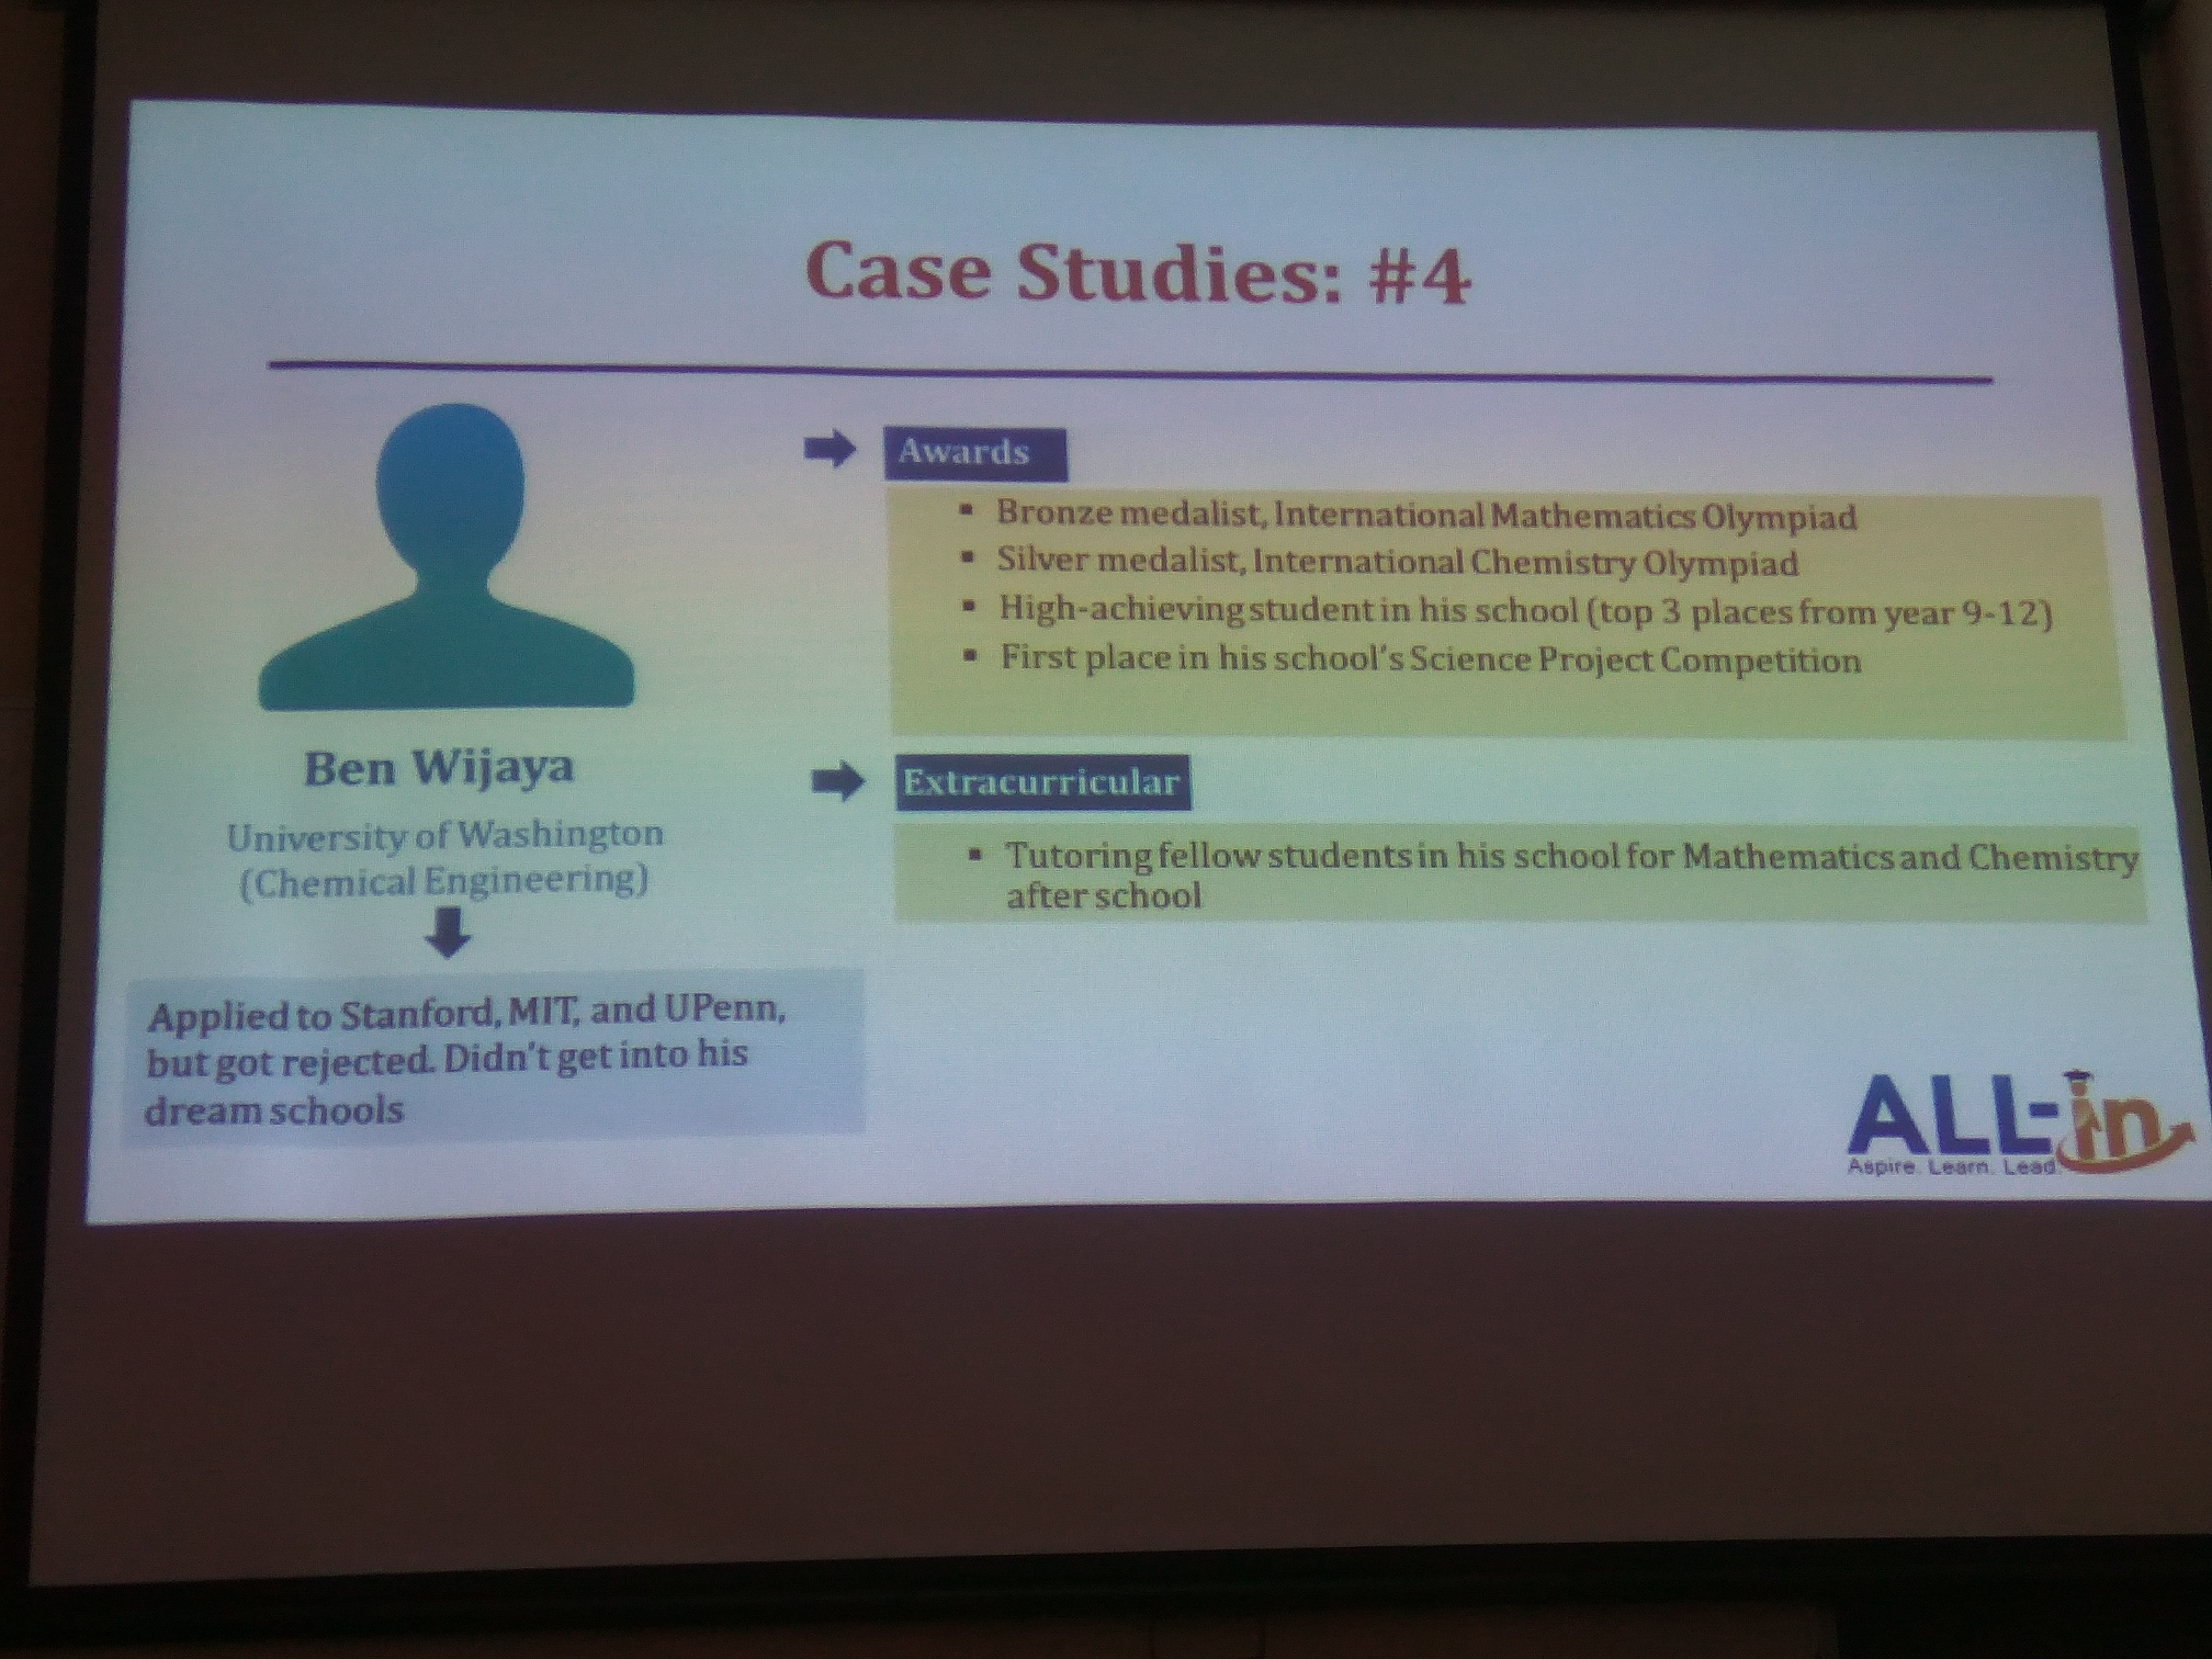 Case Studies: #4
Awards
▪ Bronze medalist, International Mathematics Olympiad
▪ Silver medalist, International Chemistry Olympiad
▪ High-achieving student in his school (top 3 places from year 9-12)
▪ First place in his school's Science Project Competition
Ben Wijaya
University of Washington
(Chemical Engineering)
Extracurricular
▪ Tutoring fellow students in his school for Mathematics and Chemistry
after school
Applied to Stanford, MIT, and UPenn,
but got rejected. Didn't get into his
dream schools
ALL-in
Aspire. Learn. Lead.